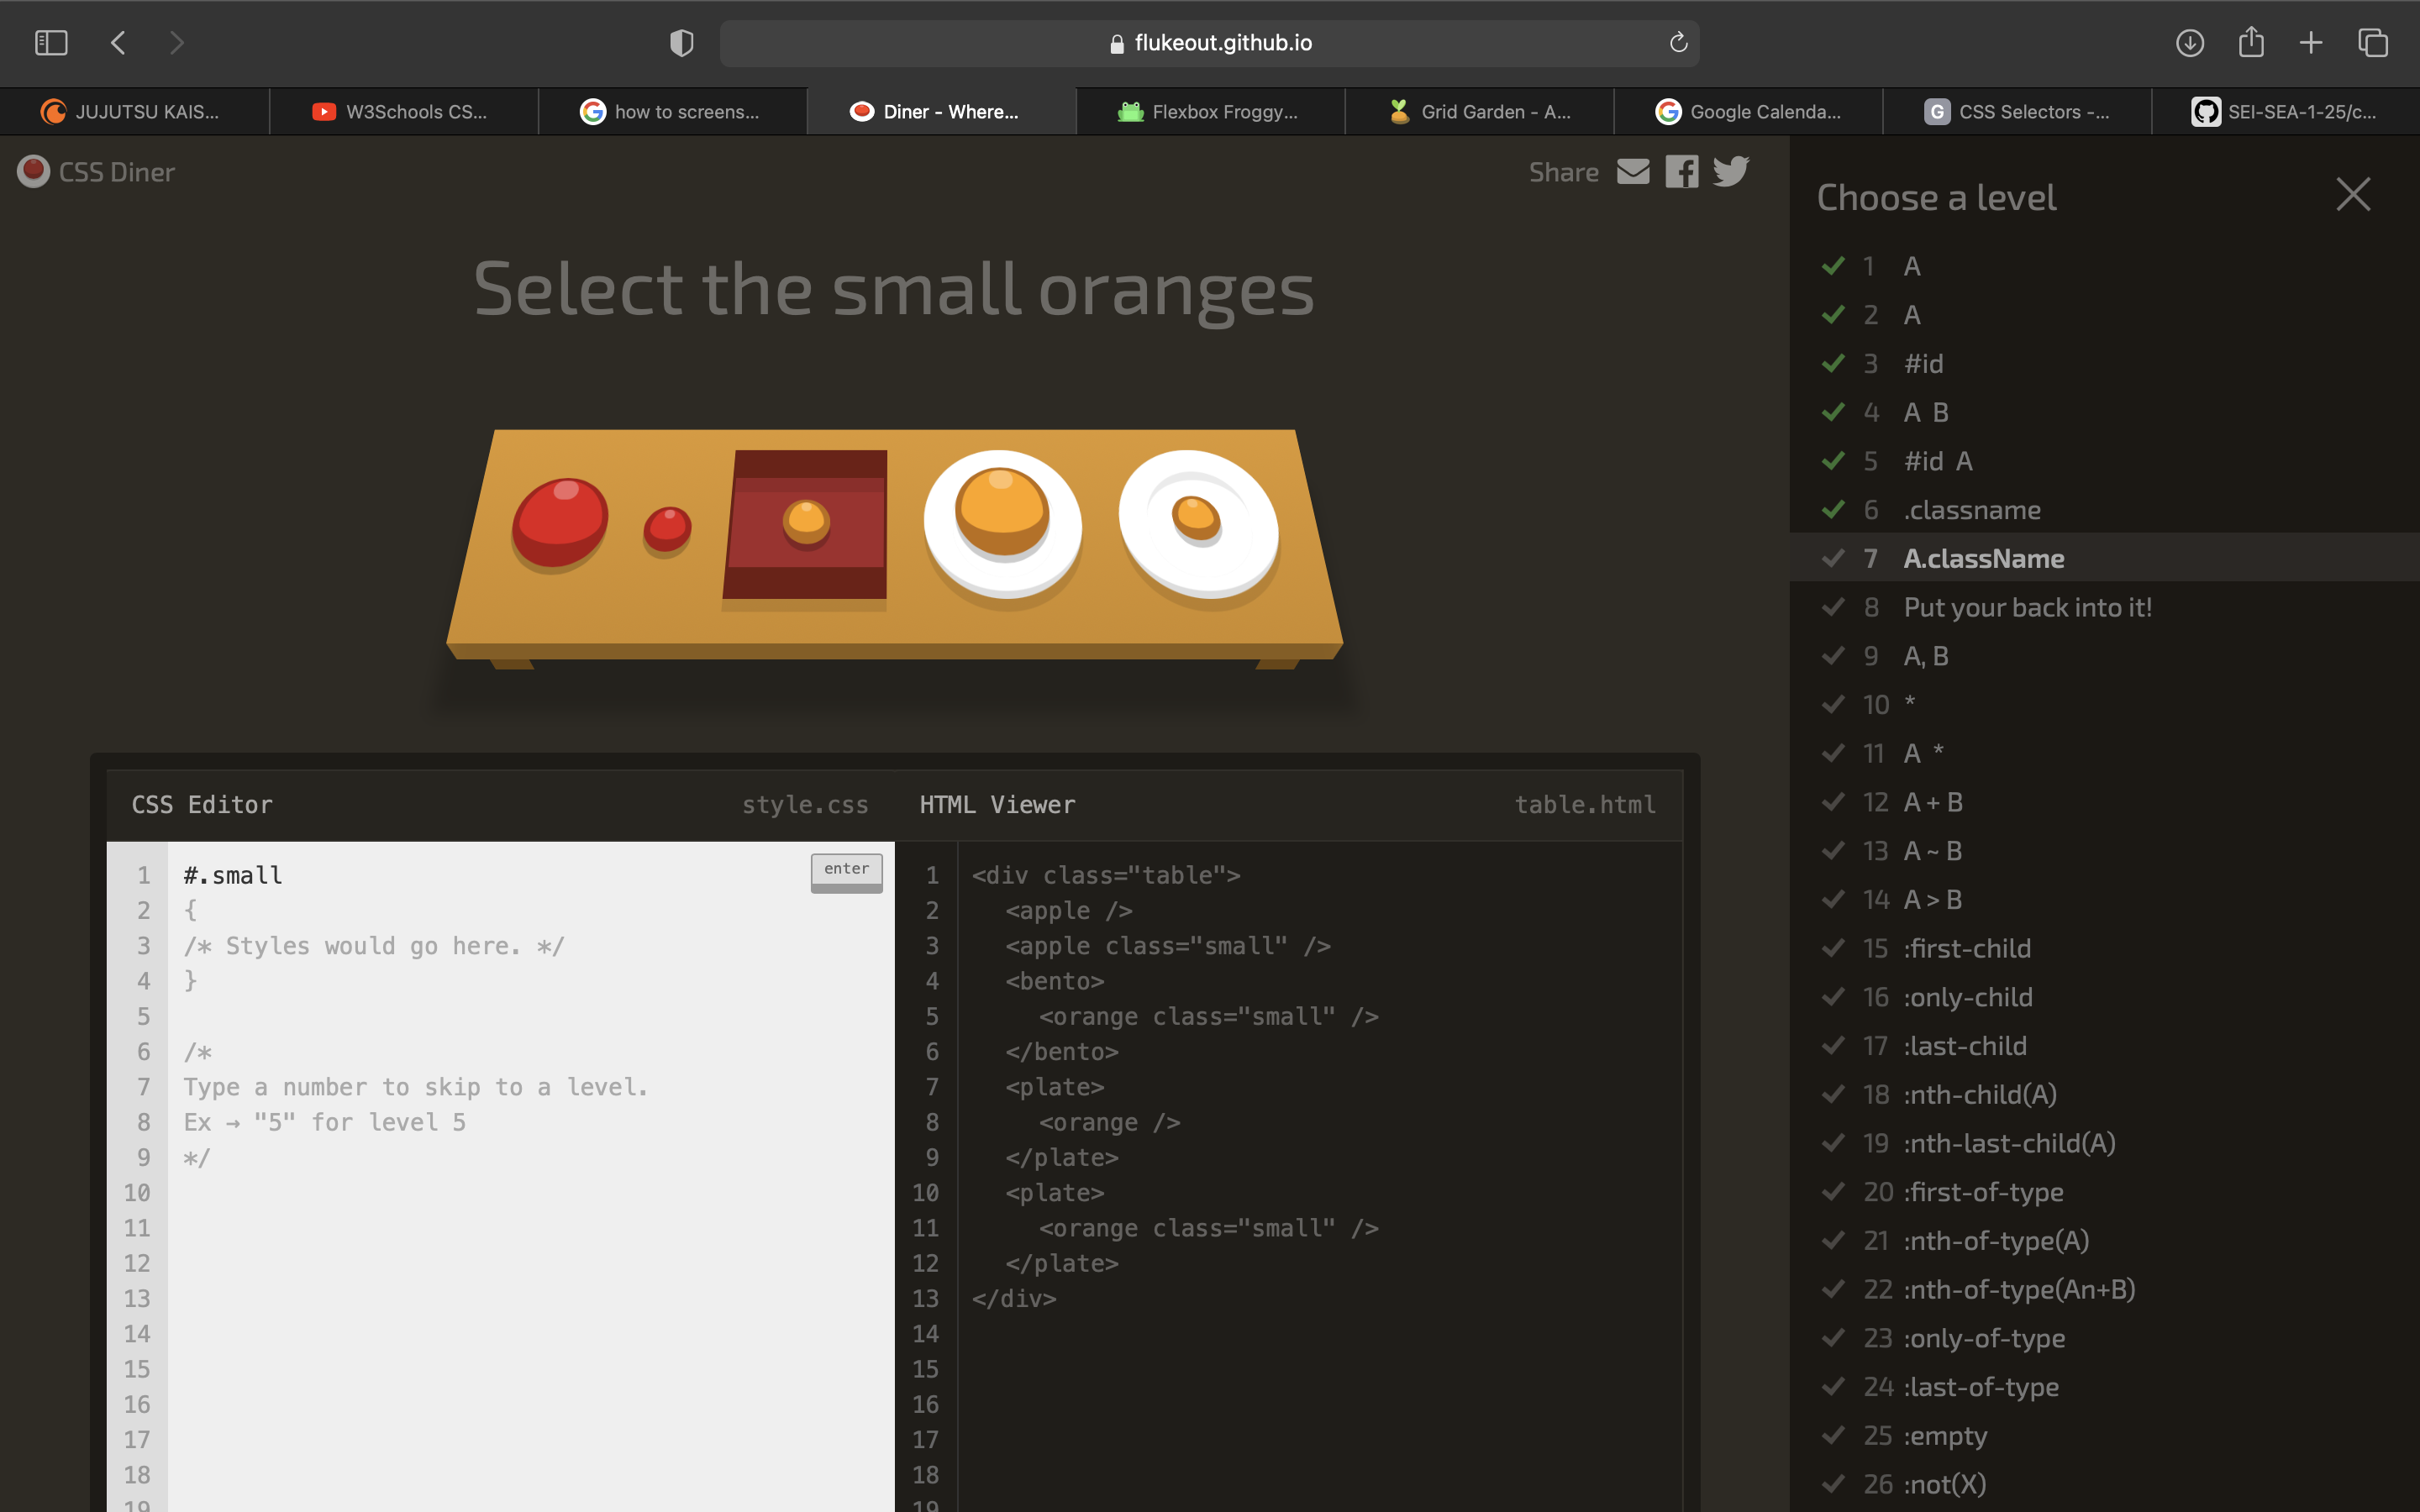 flukeout.github.io
JUJUTSU KAIS...
W3Schools CS...
how to screens...
Diner - Where...
Flexbox Froggy...
Grid Garden - A...
Google Calenda...
G
CSS Selectors -...
SEI-SEA-1-25/c...
CSS Diner
Share
Select the small oranges
CSS Editor
style.css
1 #.small
enter
2 {
3 /* Styles would go here. */
4 }
5
6 /*
7 Type a number to skip to a level.
8 Ex → "5" for level 5
9 */
10
11
12
13
14
15
16
17
18
19
HTML Viewer
table.html
1 <div class="table">
2 <apple />
3 <apple class="small" />
4 <bento>
5 <orange class="small" />
6 </bento>
7 <plate>
8 <orange />
9 </plate>
10 <plate>
11 <orange class="small" />
12 </plate>
13 </div>
14
15
16
17
18
19
Choose a level
1 A
2 A
3 #id
4 A B
5 #id A
6 .classname
7 A.className
8 Put your back into it!
9 A, B
10 *
11 A *
12 A + B
13 A ~ B
14 A > B
15 :first-child
16 :only-child
17 :last-child
18 :nth-child(A)
19 :nth-last-child(A)
20 :first-of-type
21 :nth-of-type(A)
22 :nth-of-type(An+B)
23 :only-of-type
24 :last-of-type
25 :empty
26 :not(X)